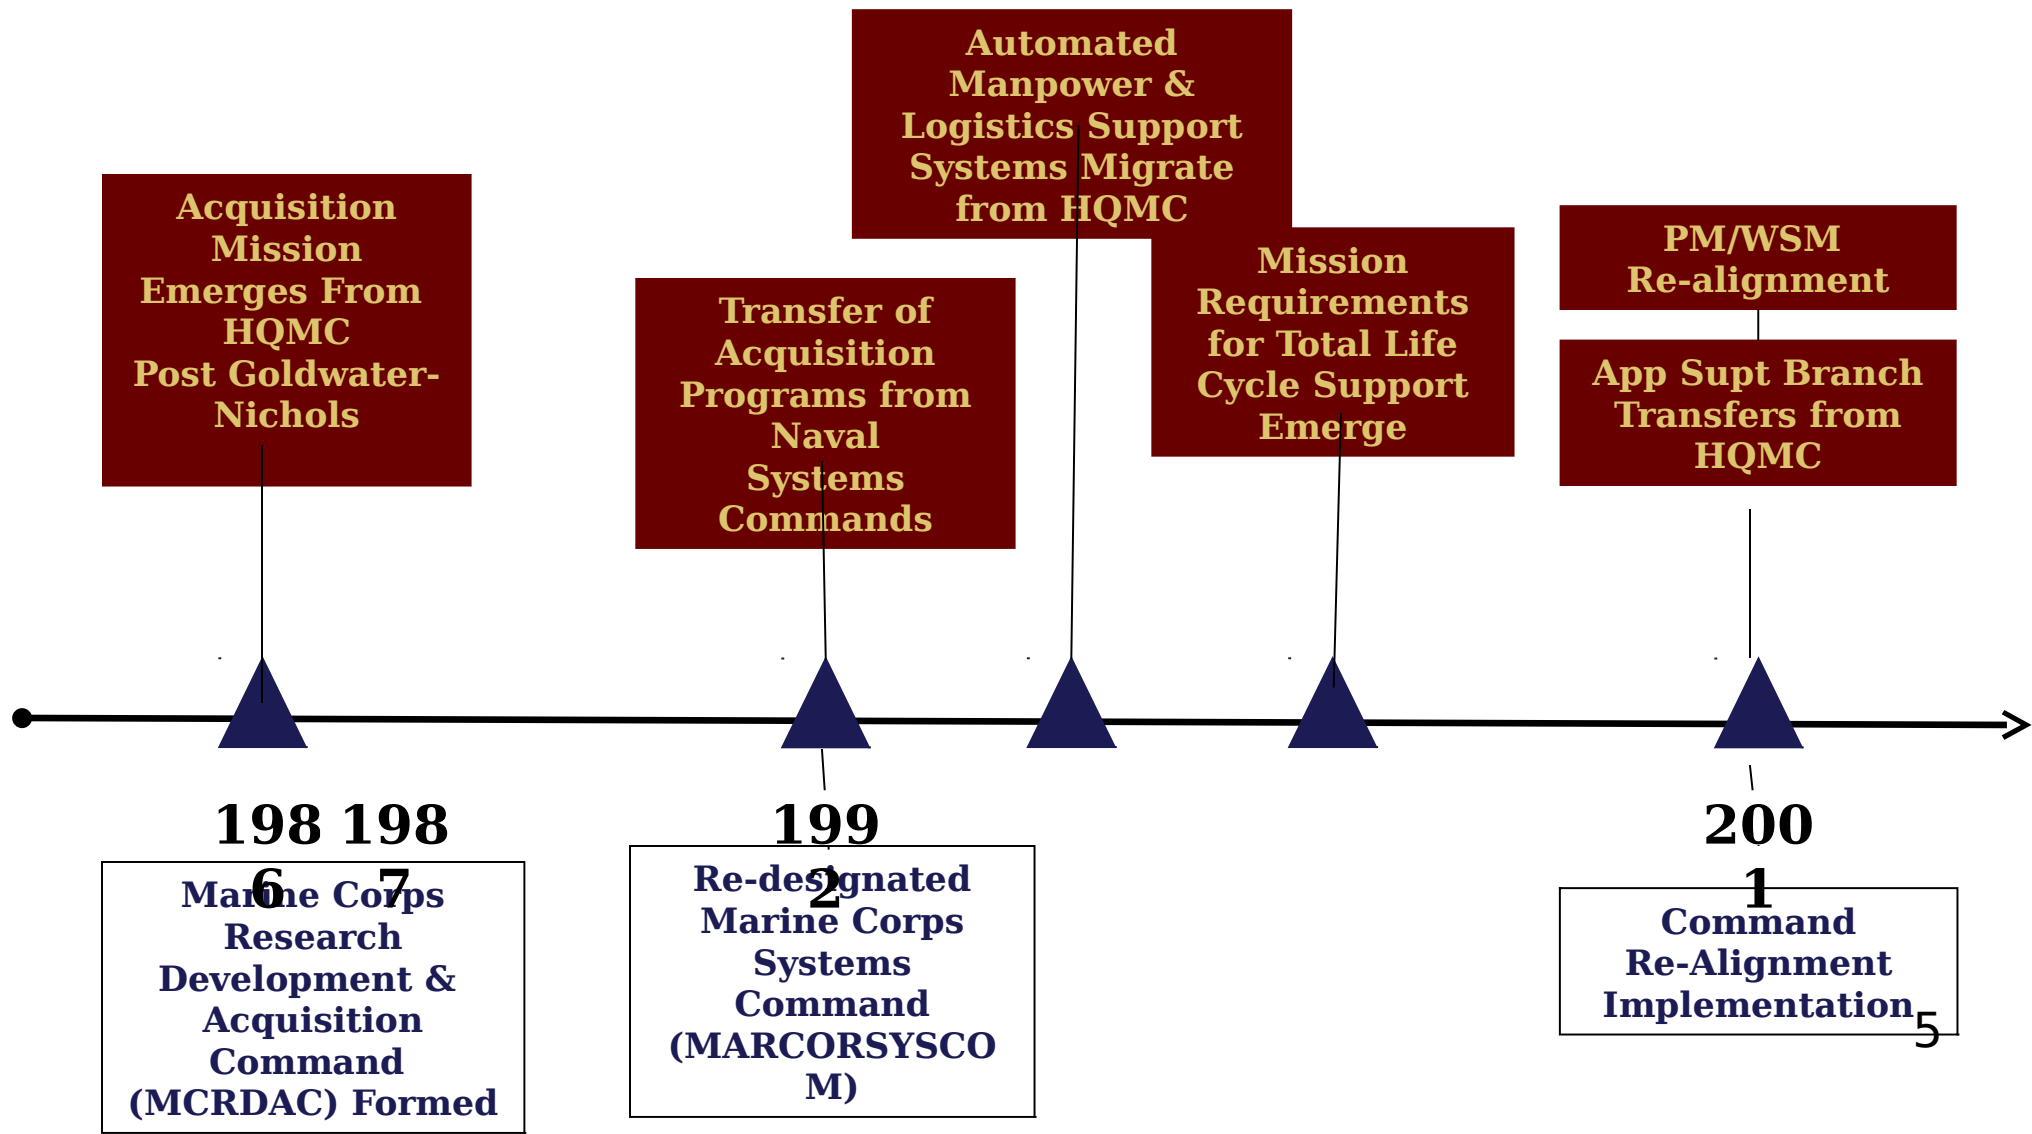 Automated
Manpower &
Logistics Support
Systems Migrate
from HQMC
Acquisition
Mission
Emerges From
HQMC
Post Goldwater-
Nichols
Transfer of
Acquisition
Programs from
Naval
Systems
Commands
Mission
Requirements
for Total Life
Cycle Support
Emerge
PM/WSM
Re-alignment
App Supt Branch
Transfers from
HQMC
198
6
198
7
199
2
200
1
Marine Corps
Research
Development &
Acquisition
Command
(MCRDAC) Formed
Re-designated
Marine Corps
Systems
Command
(MARCORSYSCO
M)
Command
Re-Alignment
Implementation
5